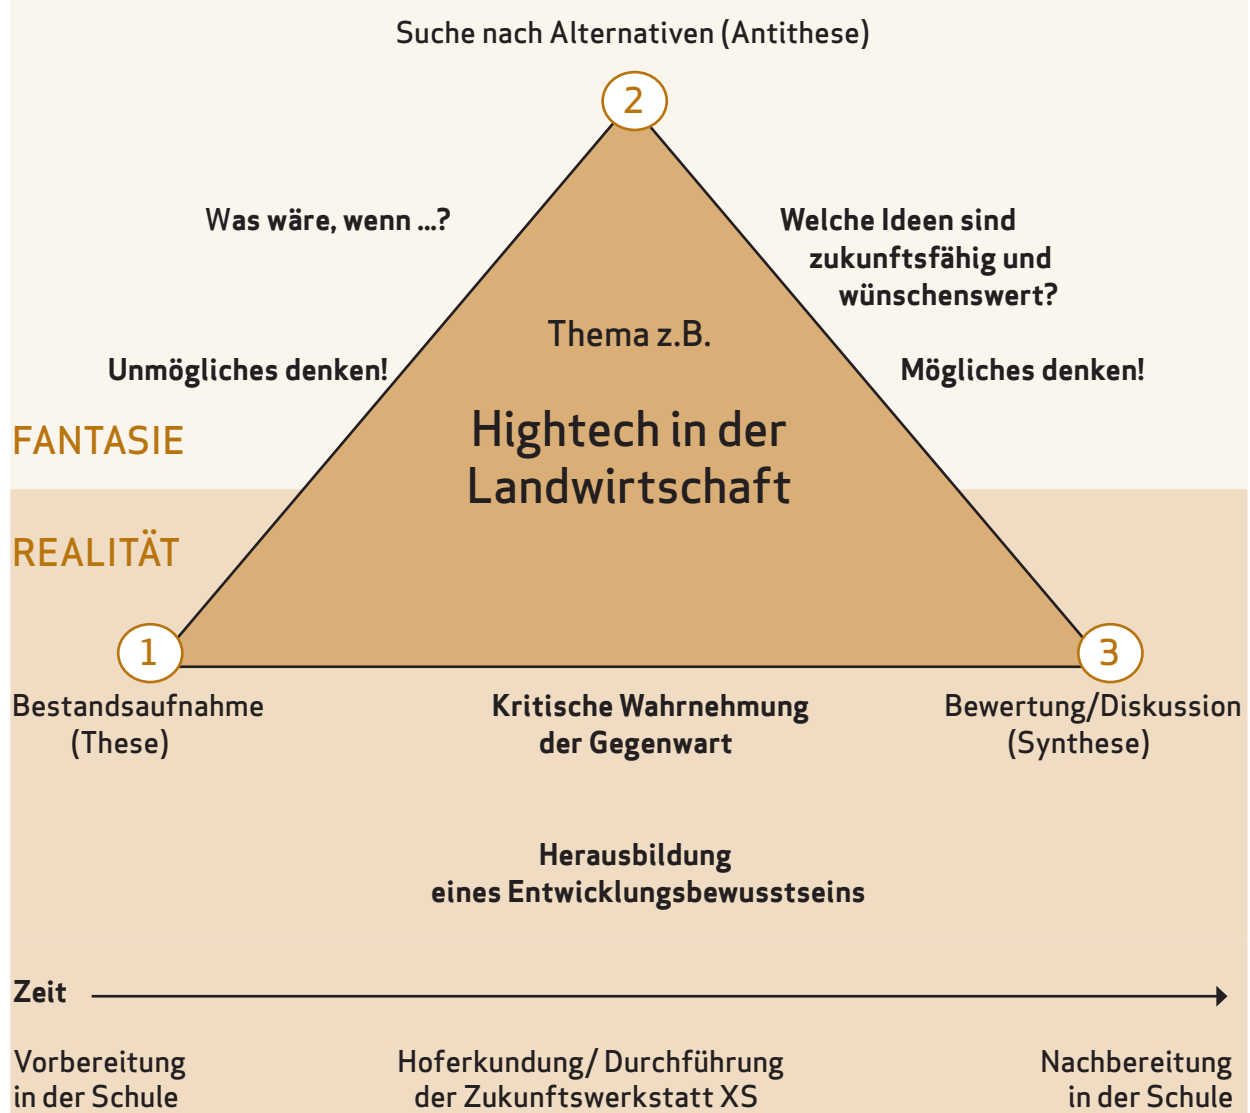 Suche nach Alternativen (Antithese)
2
Was wäre, wenn ...?
Welche Ideen sind
zukunftsfähig und
wünschenswert?
Thema z.B.
Unmögliches denken!
Mögliches denken!
Hightech in der
Landwirtschaft
FANTASIE
REALITÄT
1
3
Bestandsaufnahme
(These)
Kritische Wahrnehmung
der Gegenwart
Bewertung/Diskussion
(Synthese)
Herausbildung
eines Entwicklungsbewusstseins
Zeit
Vorbereitung
in der Schule
Hoferkundung/ Durchführung
der Zukunftswerkstatt XS
Nachbereitung
in der Schule